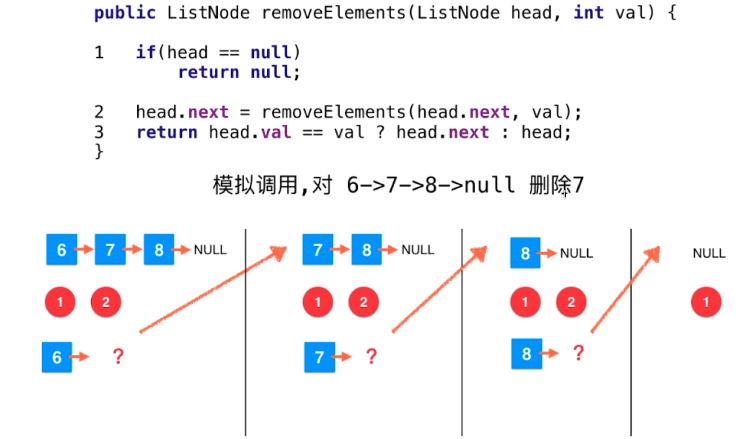 public ListNode removeElements(ListNode head, int val) {
1 if(head == null)
return null;
2 head.next = removeElements(head.next, val);
3 return head.val == val ? head.next : head;
}
模拟调用,对 6->7->8->null 删除7
6 7 8 NULL
1 2
6 ?
7 8 NULL
1 2
7 ?
8 NULL
1 2
8 ?
NULL
1